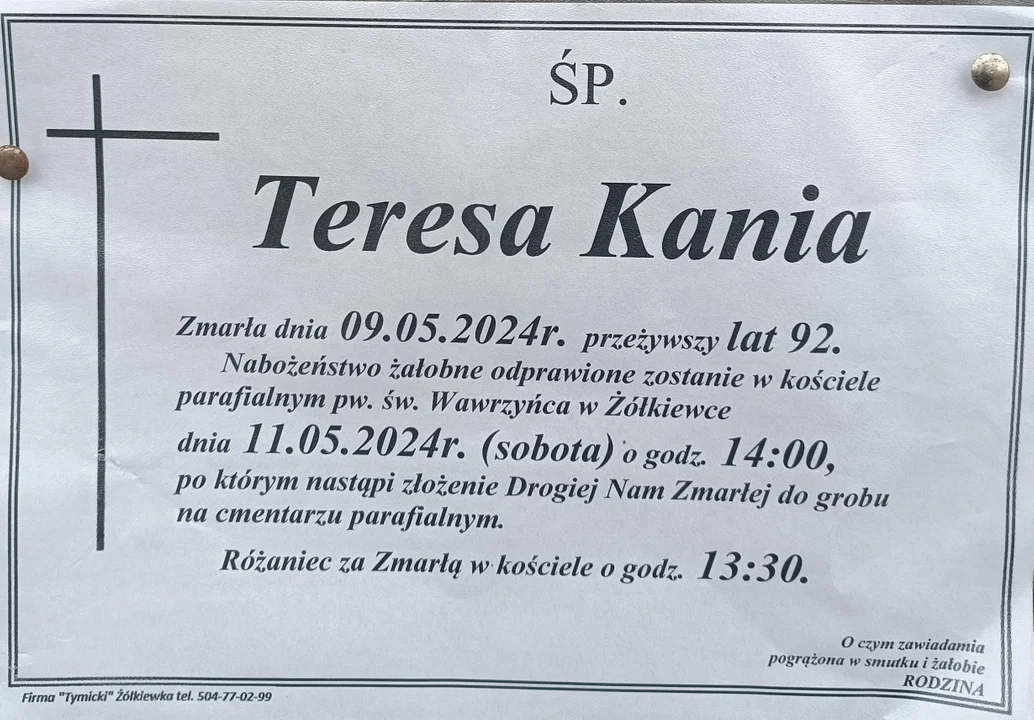 ŚP.
Teresa Kania
Zmarła dnia 09.05.2024r. przeżywszy lat 92.
Nabożeństwo żałobne odprawione zostanie w kościele
parafialnym pw. św. Wawrzyńca w Żółkiewce
dnia 11.05.2024r. (sobota) o godz. 14:00,
po którym nastąpi złożenie Drogiej Nam Zmarłej do grobu
na cmentarzu parafialnym.
Różaniec za Zmarłą w kościele o godz. 13:30.
O czym zawiadamia
pogrążona w smutku i żałobie
RODZINA
Firma "Tymicki" Żółkiewka tel. 504-77-02-99